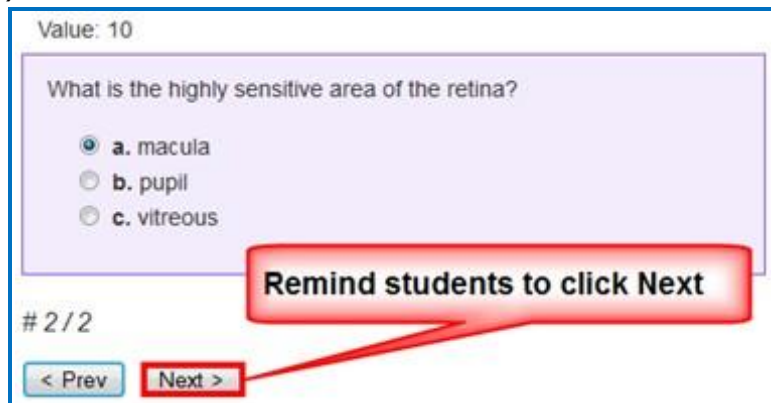 Value: 10
What is the highly sensitive area of the retina?
a. macula
b. pupil
c. vitreous
Remind students to click Next
# 2 / 2
< Prev Next >